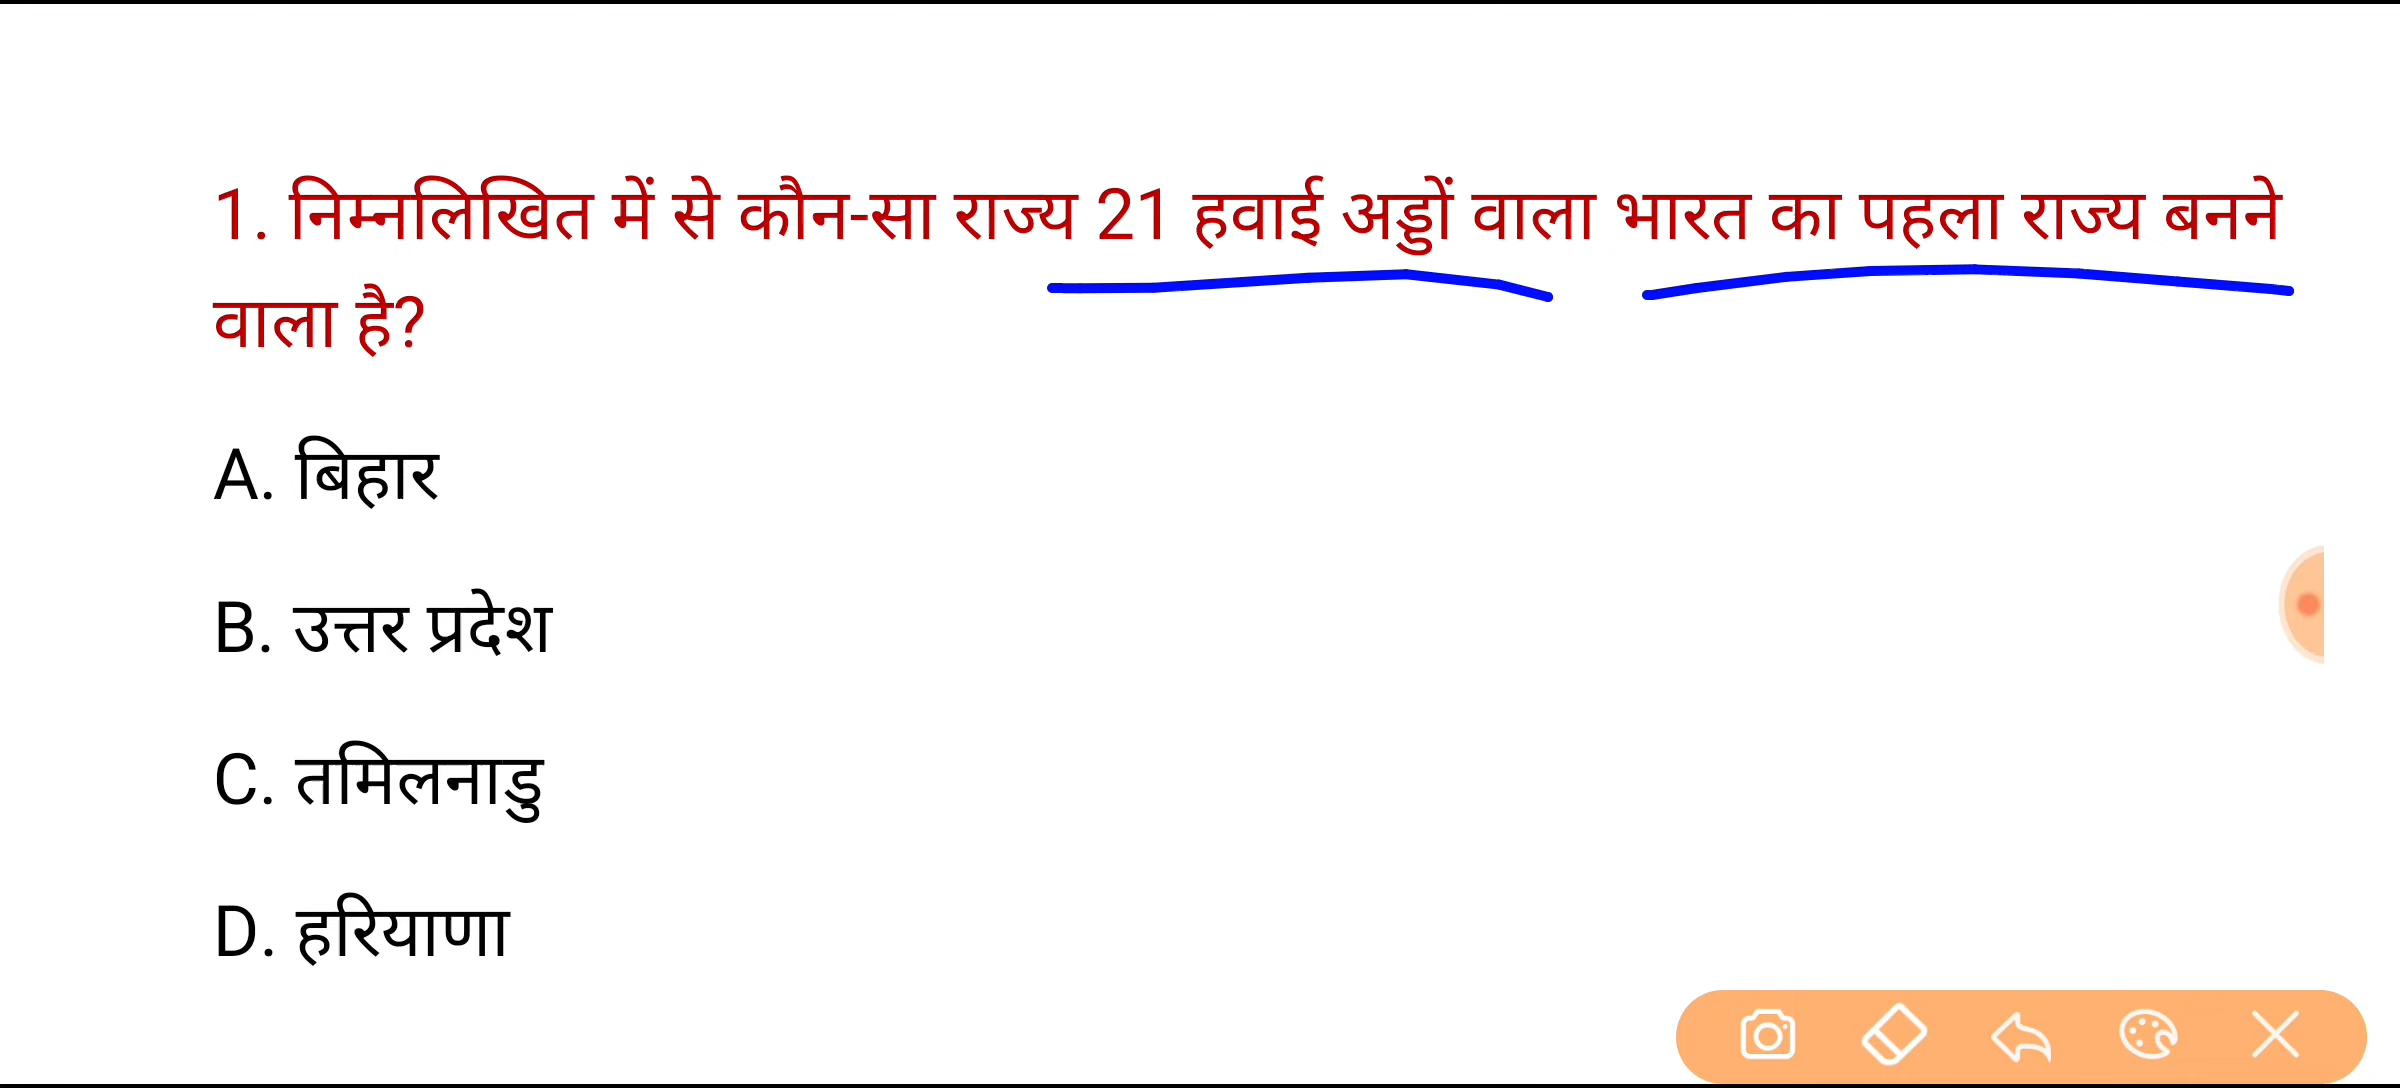 1. निम्नलिखित में से कौन-सा राज्य 21 हवाई अड्डों वाला भारत का पहला राज्य बनने
वाला है?
A. बिहार
B. उत्तर प्रदेश
C. तमिलनाडु
D. हरियाणा